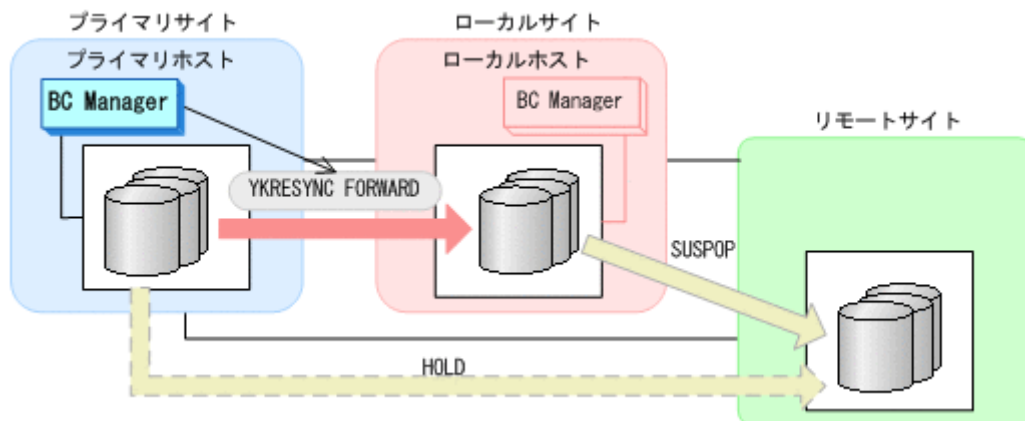 プライマリサイト
プライマリホスト
BC Manager
ローカルサイト
ローカルホスト
BC Manager
リモートサイト
YKRESYNC FORWARD
SUSPOP
HOLD